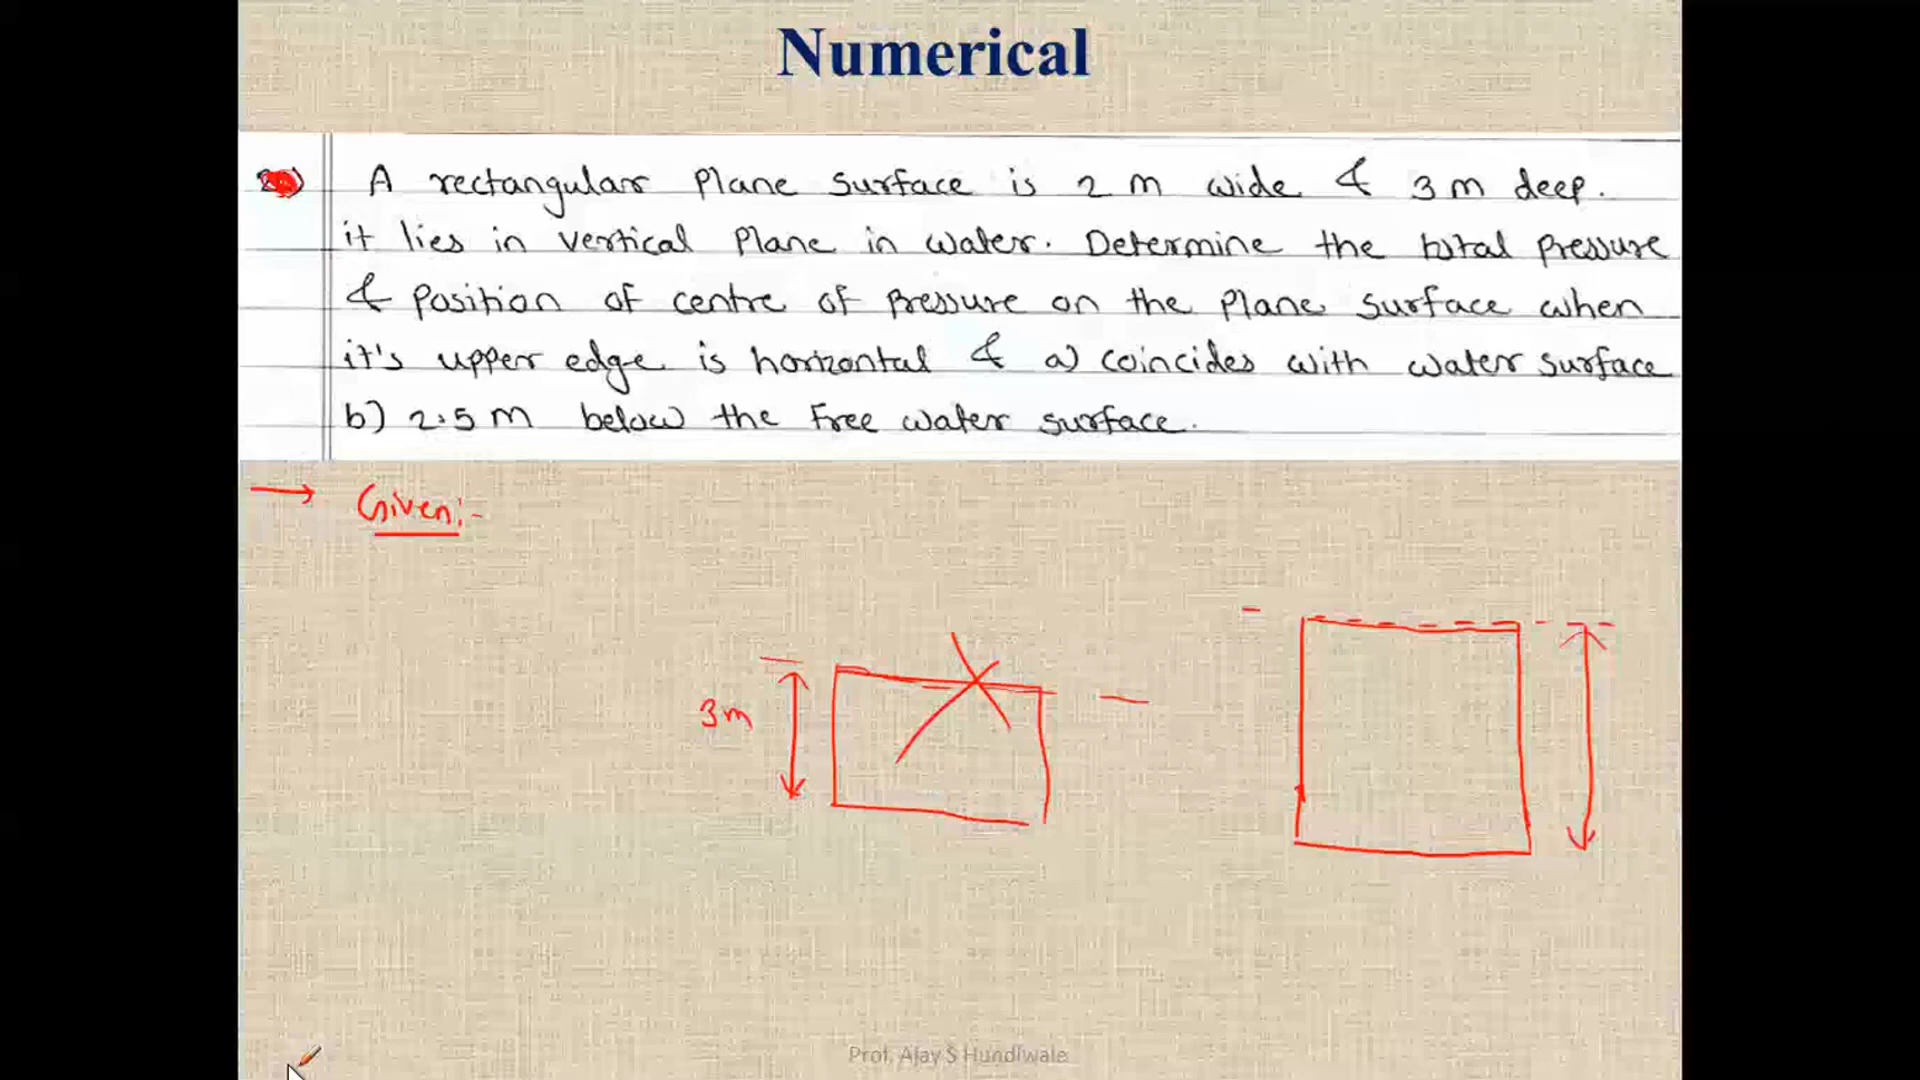 Numerical
A rectangular plane surface is 2 m wide & 3 m deep.
it lies in vertical plane in water. Determine the total pressure
& position of centre of pressure on the plane surface when
it's upper edge is horizontal & a) coincides with water surface
b) 2.5 m below the free water surface.
→ Given:-
3m
Prof. Ajay S Hundiwale